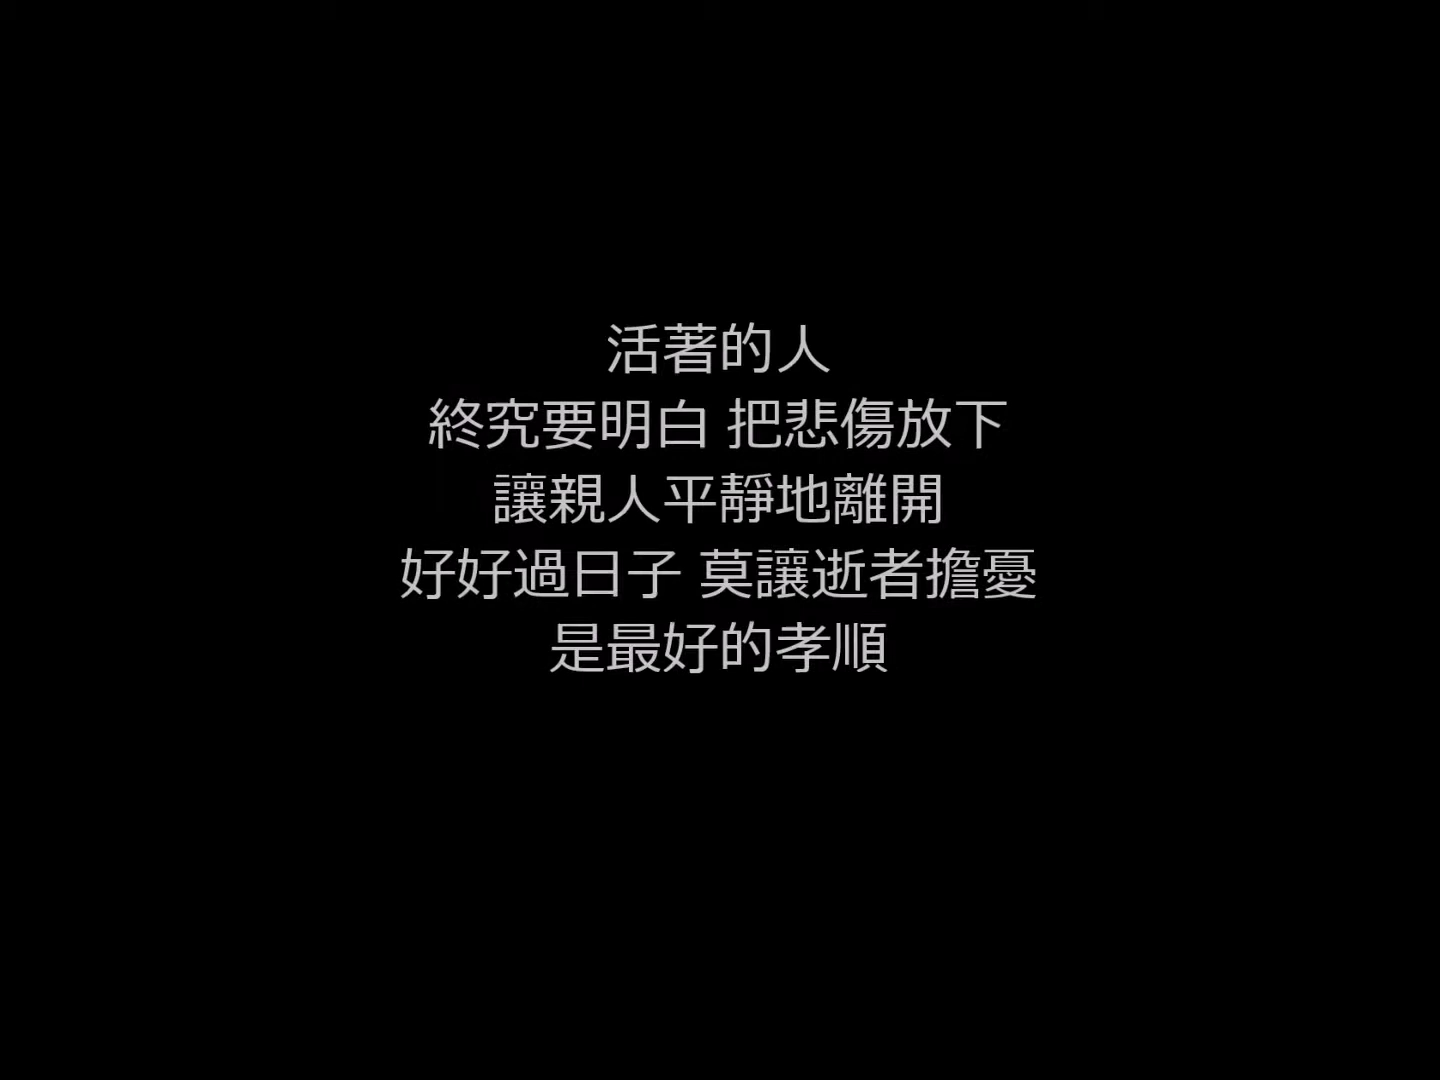 活著的人
終究要明白 把悲傷放下
讓親人平靜地離開
好好過日子 莫讓逝者擔憂
是最好的孝順